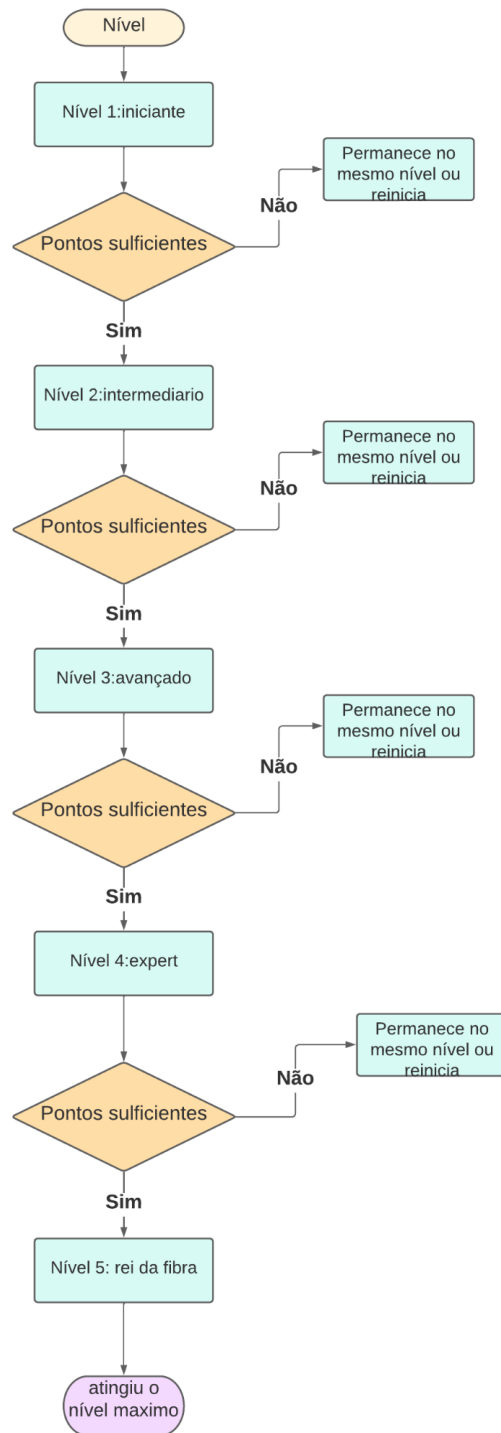 Nível
Nível 1:iniciante
Permanece no
mesmo nível ou
reinicia
Não
Pontos sulficientes
Sim
Nível 2:intermediario
Permanece no
mesmo nível ou
reinicia
Não
Pontos sulficientes
Sim
Nível 3:avançado
Permanece no
mesmo nível ou
reinicia
Não
Pontos sulficientes
Sim
Nível 4:expert
Permanece no
mesmo nível ou
reinicia
Não
Pontos sulficientes
Sim
Nível 5: rei da fibra
atingiu o
nível maximo